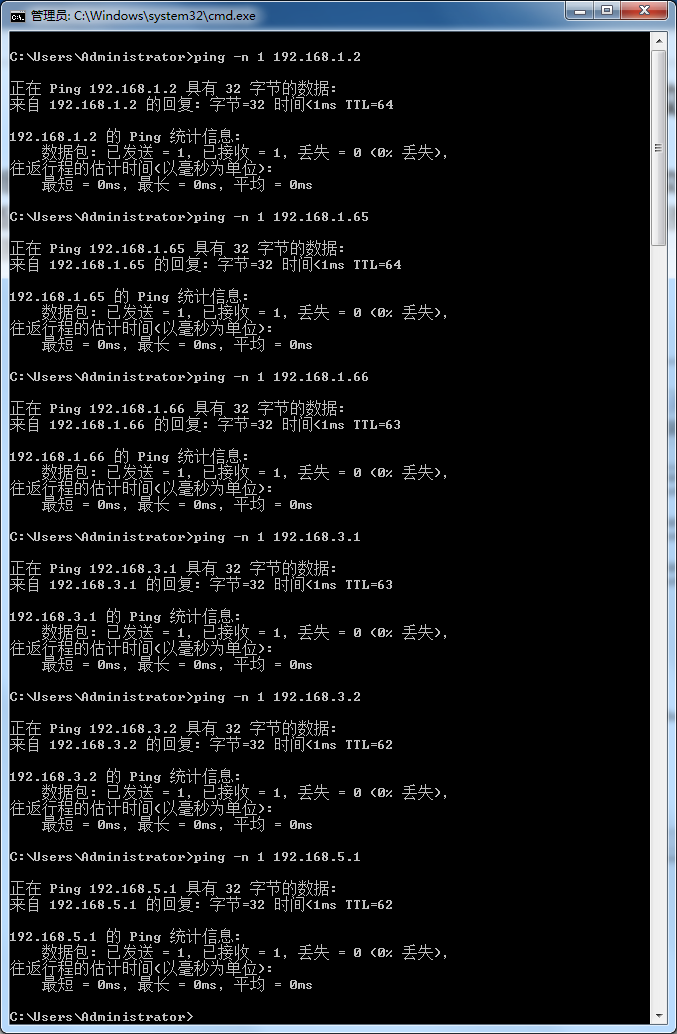 管理员: C:\Windows\system32\cmd.exe
C:\Users\Administrator>ping -n 1 192.168.1.2
正在 Ping 192.168.1.2 具有 32 字节的数据:
来自 192.168.1.2 的回复: 字节=32 时间<1ms TTL=64
192.168.1.2 的 Ping 统计信息:
数据包: 已发送 = 1，已接收 = 1，丢失 = 0 (0% 丢失)，
往返行程的估计时间(以毫秒为单位):
最短 = 0ms，最长 = 0ms，平均 = 0ms
C:\Users\Administrator>ping -n 1 192.168.1.65
正在 Ping 192.168.1.65 具有 32 字节的数据:
来自 192.168.1.65 的回复: 字节=32 时间<1ms TTL=64
192.168.1.65 的 Ping 统计信息:
数据包: 已发送 = 1，已接收 = 1，丢失 = 0 (0% 丢失)，
往返行程的估计时间(以毫秒为单位):
最短 = 0ms，最长 = 0ms，平均 = 0ms
C:\Users\Administrator>ping -n 1 192.168.1.66
正在 Ping 192.168.1.66 具有 32 字节的数据:
来自 192.168.1.66 的回复: 字节=32 时间<1ms TTL=63
192.168.1.66 的 Ping 统计信息:
数据包: 已发送 = 1，已接收 = 1，丢失 = 0 (0% 丢失)，
往返行程的估计时间(以毫秒为单位):
最短 = 0ms，最长 = 0ms，平均 = 0ms
C:\Users\Administrator>ping -n 1 192.168.3.1
正在 Ping 192.168.3.1 具有 32 字节的数据:
来自 192.168.3.1 的回复: 字节=32 时间<1ms TTL=63
192.168.3.1 的 Ping 统计信息:
数据包: 已发送 = 1，已接收 = 1，丢失 = 0 (0% 丢失)，
往返行程的估计时间(以毫秒为单位):
最短 = 0ms，最长 = 0ms，平均 = 0ms
C:\Users\Administrator>ping -n 1 192.168.3.2
正在 Ping 192.168.3.2 具有 32 字节的数据:
来自 192.168.3.2 的回复: 字节=32 时间<1ms TTL=62
192.168.3.2 的 Ping 统计信息:
数据包: 已发送 = 1，已接收 = 1，丢失 = 0 (0% 丢失)，
往返行程的估计时间(以毫秒为单位):
最短 = 0ms，最长 = 0ms，平均 = 0ms
C:\Users\Administrator>ping -n 1 192.168.5.1
正在 Ping 192.168.5.1 具有 32 字节的数据:
来自 192.168.5.1 的回复: 字节=32 时间<1ms TTL=62
192.168.5.1 的 Ping 统计信息:
数据包: 已发送 = 1，已接收 = 1，丢失 = 0 (0% 丢失)，
往返行程的估计时间(以毫秒为单位):
最短 = 0ms，最长 = 0ms，平均 = 0ms
C:\Users\Administrator>